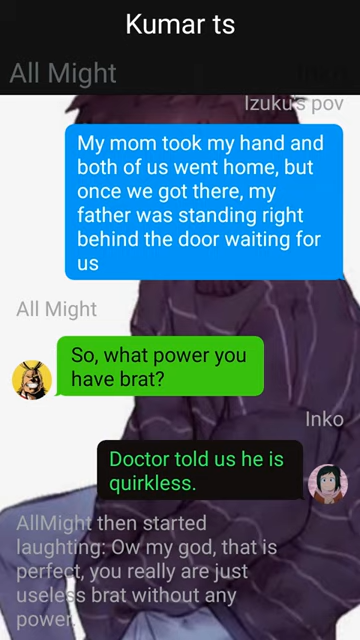 Kumar ts
All Might
Izuku's pov
My mom took my hand and
both of us went home, but
once we got there, my
father was standing right
behind the door waiting for
us
All Might
So, what power you
have brat?
Inko
Doctor told us he is
quirkless.
AllMight then started
laughting: Ow my god, that is
perfect, you really are just
useless brat without any
power.